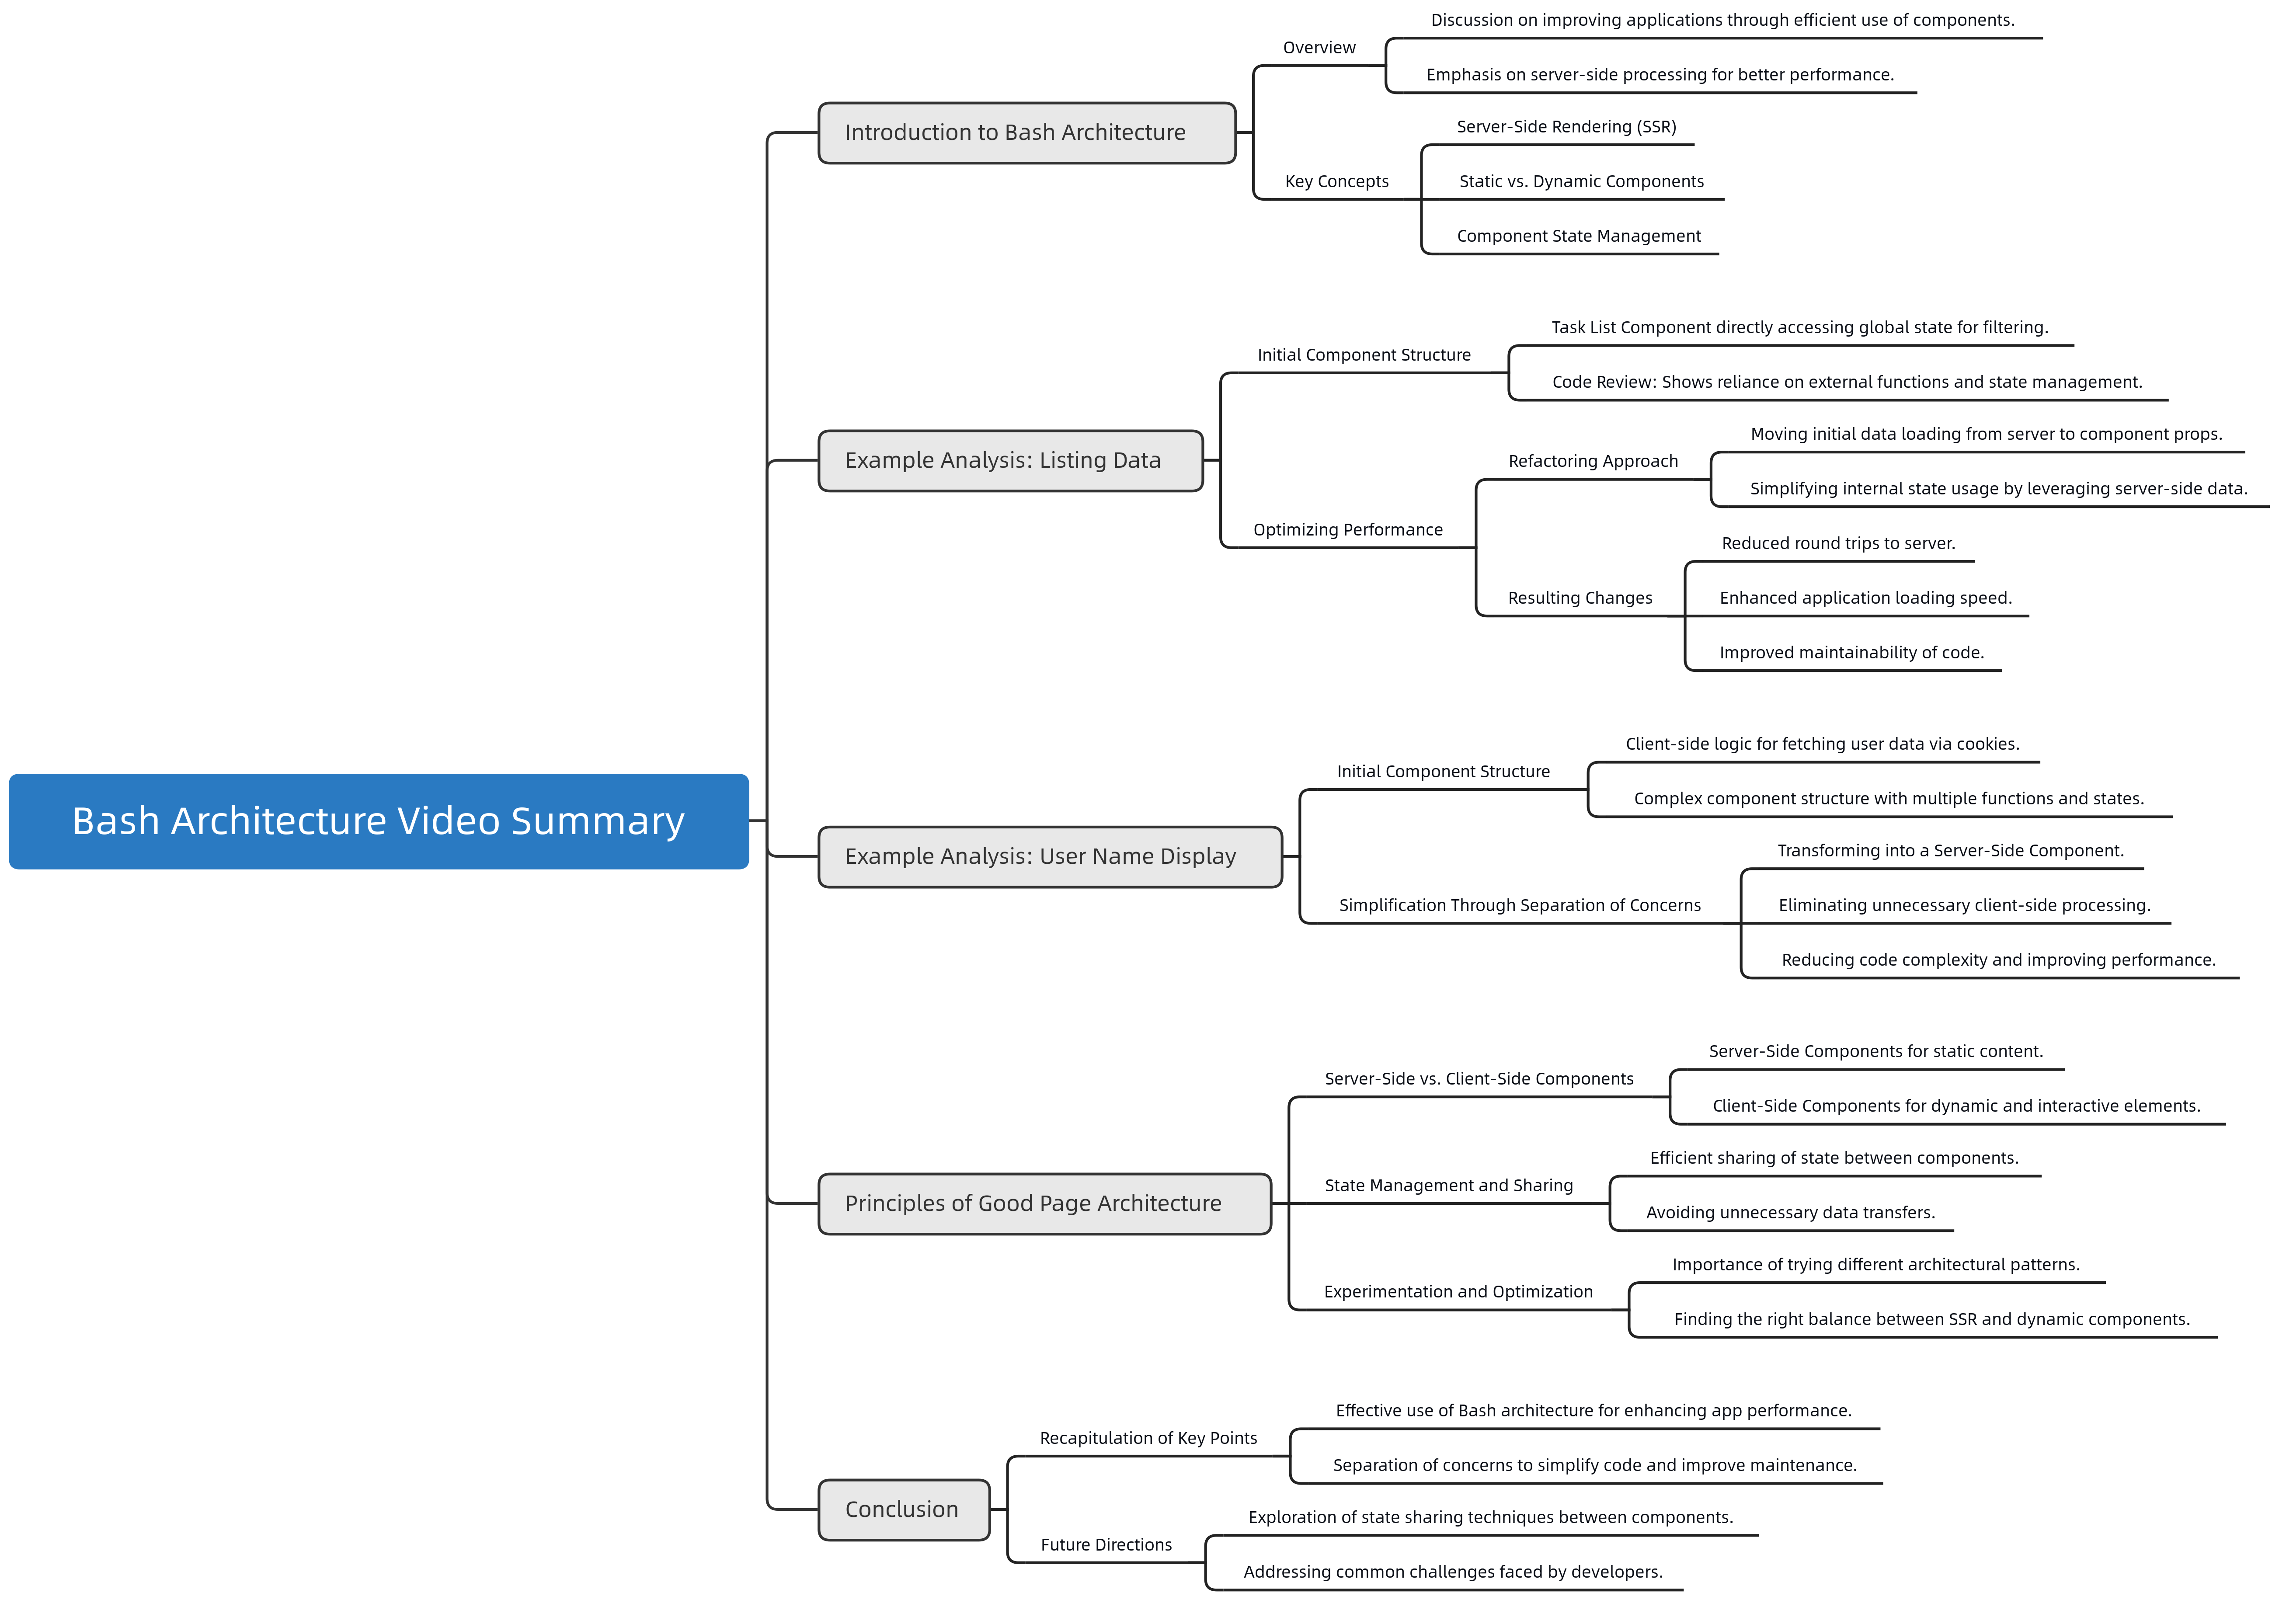 Bash Architecture Video Summary
Introduction to Bash Architecture
Overview
Discussion on improving applications through efficient use of components.
Emphasis on server-side processing for better performance.
Key Concepts
Server-Side Rendering (SSR)
Static vs. Dynamic Components
Component State Management
Example Analysis: Listing Data
Initial Component Structure
Task List Component directly accessing global state for filtering.
Code Review: Shows reliance on external functions and state management.
Optimizing Performance
Refactoring Approach
Moving initial data loading from server to component props.
Simplifying internal state usage by leveraging server-side data.
Resulting Changes
Reduced round trips to server.
Enhanced application loading speed.
Improved maintainability of code.
Example Analysis: User Name Display
Initial Component Structure
Client-side logic for fetching user data via cookies.
Complex component structure with multiple functions and states.
Simplification Through Separation of Concerns
Transforming into a Server-Side Component.
Eliminating unnecessary client-side processing.
Reducing code complexity and improving performance.
Principles of Good Page Architecture
Server-Side vs. Client-Side Components
Server-Side Components for static content.
Client-Side Components for dynamic and interactive elements.
State Management and Sharing
Efficient sharing of state between components.
Avoiding unnecessary data transfers.
Experimentation and Optimization
Importance of trying different architectural patterns.
Finding the right balance between SSR and dynamic components.
Conclusion
Recapitulation of Key Points
Effective use of Bash architecture for enhancing app performance.
Separation of concerns to simplify code and improve maintenance.
Future Directions
Exploration of state sharing techniques between components.
Addressing common challenges faced by developers.